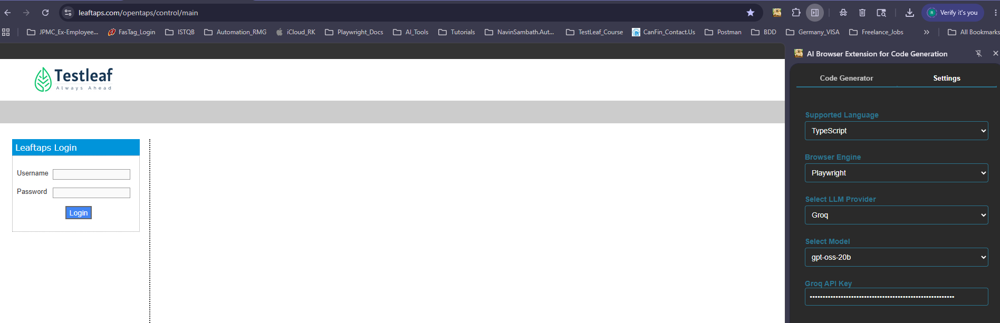 leaftaps.com/opentaps/control/main
Verify it's you
JPMC_Ex-Employee... FasTag_Login ISTQB Automation_RMG iCloud_RK Playwright_Docs AI_Tools Tutorials NavinSambath.Aut... TestLeaf_Course CanFin_Contact.Us Postman BDD Germany_VISA Freelance_Jobs » All Bookmarks
AI Browser Extension for Code Generation
Testleaf
Always Ahead
Code Generator Settings
Leaftaps Login
Username
Password
Login
Supported Language
TypeScript
Browser Engine
Playwright
Select LLM Provider
Groq
Select Model
gpt-oss-20b
Groq API Key